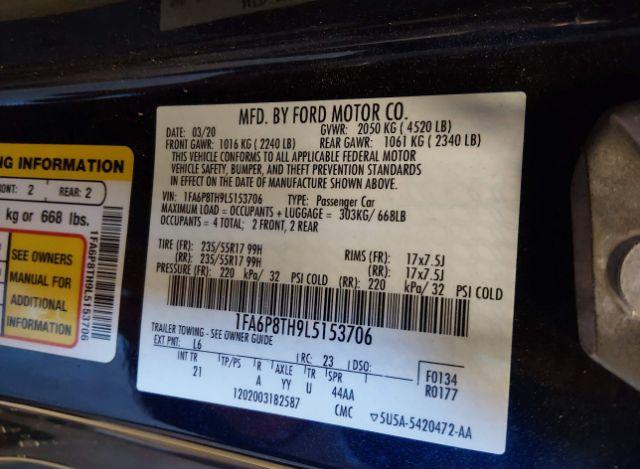 NG INFORMATION
RONT: 2 REAR: 2
kg or 668 lbs.
SEE OWNERS
MANUAL FOR
ADDITIONAL
INFORMATION
1FA6P8TH9L5153706
MFD. BY FORD MOTOR CO.
DATE: 03/20 GVWR: 2050 KG ( 4520 LB)
FRONT GAWR: 1016 KG ( 2240 LB) REAR GAWR: 1061 KG ( 2340 LB)
THIS VEHICLE CONFORMS TO ALL APPLICABLE FEDERAL MOTOR
VEHICLE SAFETY, BUMPER, AND THEFT PREVENTION STANDARDS
IN EFFECT ON THE DATE OF MANUFACTURE SHOWN ABOVE.
VIN: 1FA6P8TH9L5153706 TYPE: Passenger Car
MAXIMUM LOAD = OCCUPANTS + LUGGAGE = 303KG/ 668LB
OCCUPANTS = 4 TOTAL; 2 FRONT, 2 REAR
TIRE (FR): 235/55R17 99H RIMS (FR): 17x7.5J
(RR): 235/55R17 99H (RR): 17x7.5J
PRESSURE (FR): 220 kPa/ 32 PSI COLD (RR): 220 kPa/ 32 PSI COLD
1FA6P8TH9L5153706
TRAILER TOWING - SEE OWNER GUIDE
EXT PNT: L6 RC: 23 DSO:
INT TR TP/PS R AXLE TR SPR F0134
21 A YY U 44AA R0177
1202003182587 CMC 5U5A-5420472-AA